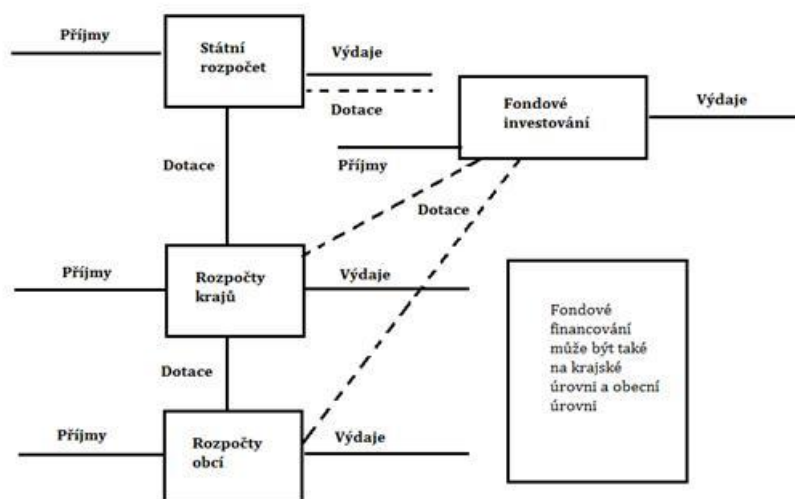 Příjmy
Státní
rozpočet
Výdaje
Dotace
Fondové
investování
Výdaje
Příjmy
Dotace
Dotace
Příjmy
Rozpočty
krajů
Výdaje
Fondové
financování
může být také
na krajské
úrovni a obecní
úrovni
Dotace
Příjmy
Rozpočty
obcí
Výdaje